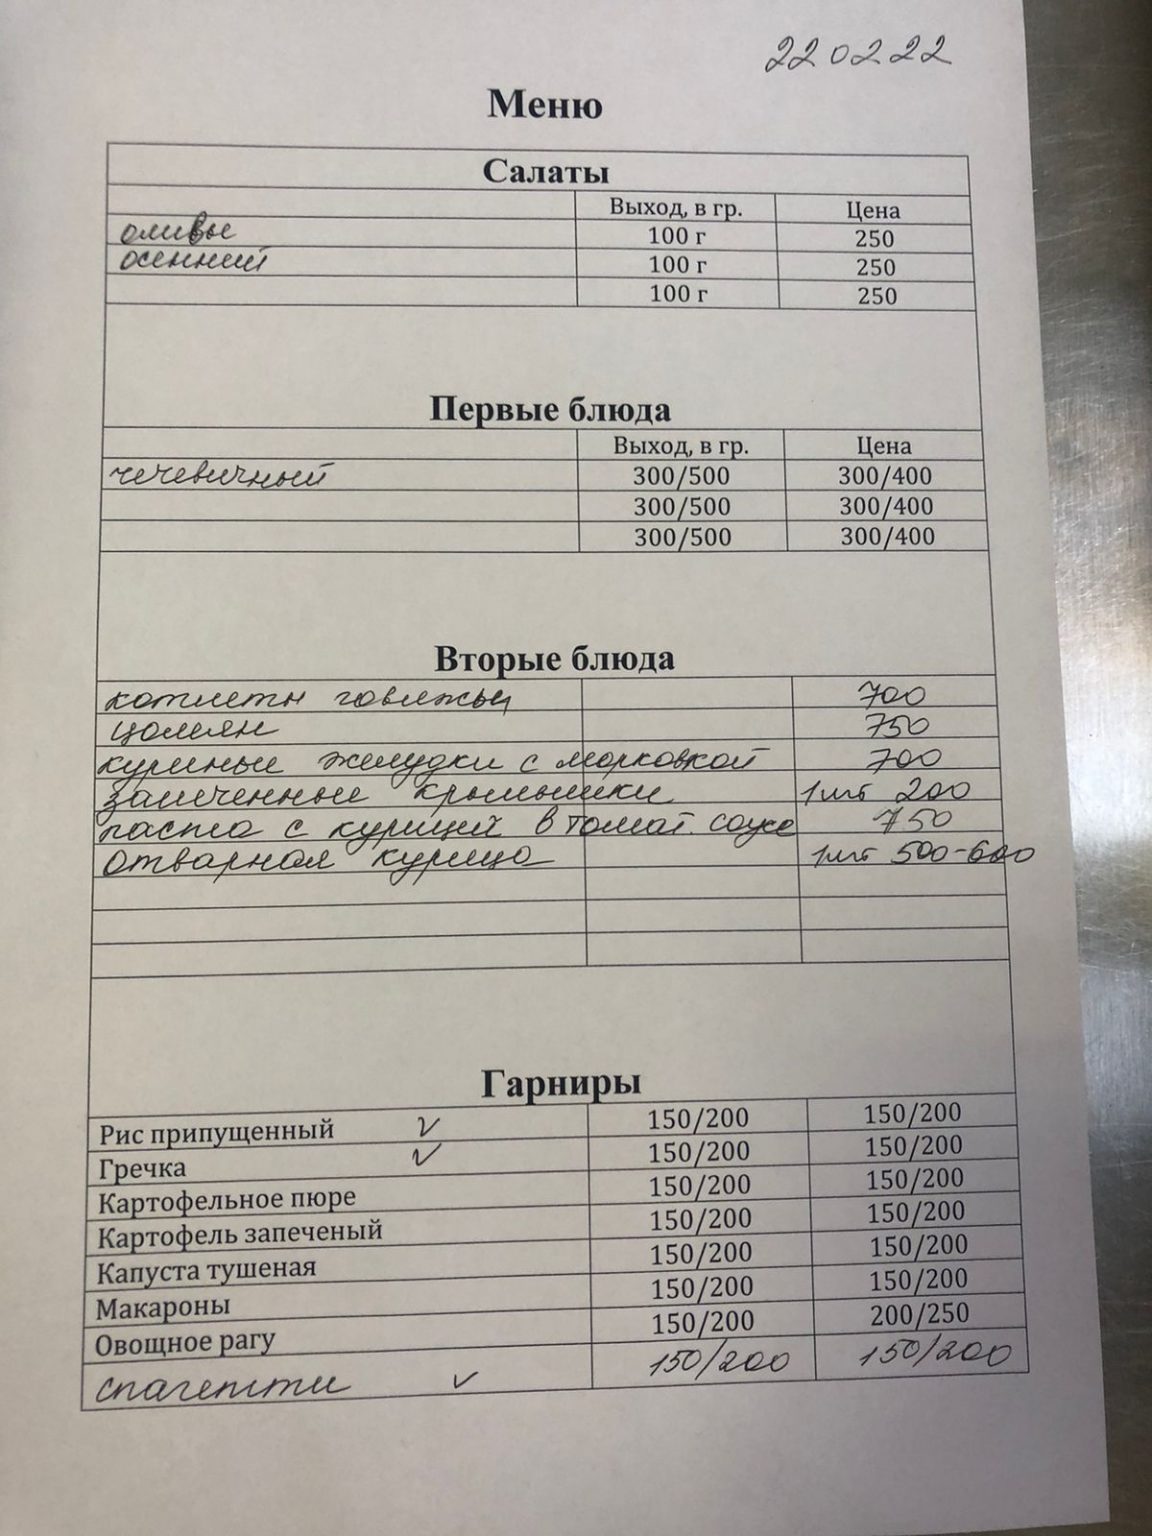 220222
Меню
Салаты
Выход, в гр. Цена
оливье 100 г 250
осенний 100 г 250
100 г 250
Первые блюда
Выход, в гр. Цена
чечевичный 300/500 300/400
300/500 300/400
300/500 300/400
Вторые блюда
котлеты говяжьи 700
цомян 750
куриные желудки с морковкой 700
запеченные крылышки 1шт 200
паста с курицей в томат. соусе 750
отварная курица 1шт 500-600
Гарниры
Рис припущенный ✓ 150/200 150/200
Гречка ✓ 150/200 150/200
Картофельное пюре 150/200 150/200
Картофель запеченый 150/200 150/200
Капуста тушеная 150/200 150/200
Макароны 150/200 150/200
Овощное рагу 150/200 200/250
спагетти ✓ 150/200 150/200